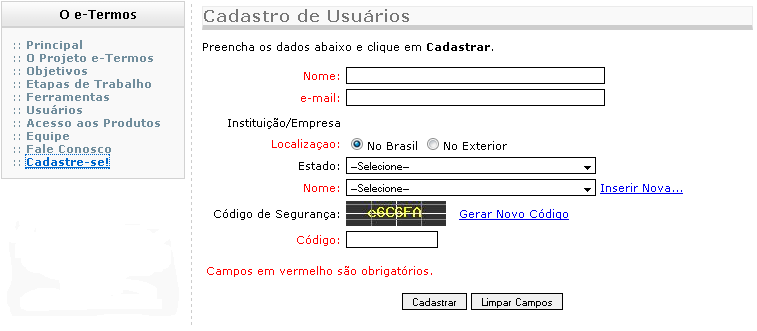 O e-Termos
:: Principal
:: O Projeto e-Termos
:: Objetivos
:: Etapas de Trabalho
:: Ferramentas
:: Usuários
:: Acesso aos Produtos
:: Equipe
:: Fale Conosco
:: Cadastre-se!
Cadastro de Usuários
Preencha os dados abaixo e clique em Cadastrar.
Nome:
e-mail:
Instituição/Empresa
Localizaçao: No Brasil No Exterior
Estado: --Selecione--
Nome: --Selecione-- Inserir Nova...
Código de Segurança: e6C6FA Gerar Novo Código
Código:
Campos em vermelho são obrigatórios.
Cadastrar Limpar Campos